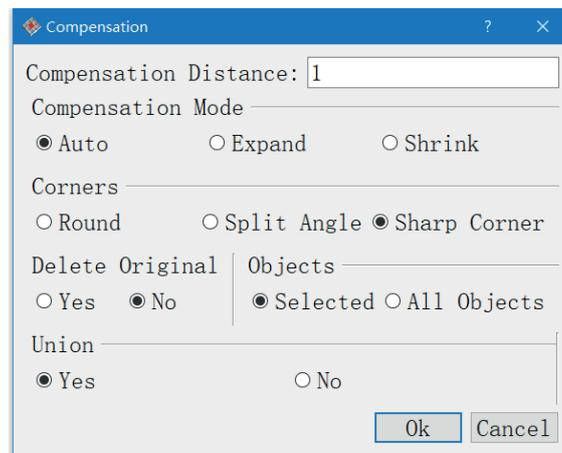 Compensation ? ×
Compensation Distance: 1
Compensation Mode
Auto Expand Shrink
Corners
Round Split Angle Sharp Corner
Delete Original Objects
Yes No Selected All Objects
Union
Yes No
Ok Cancel